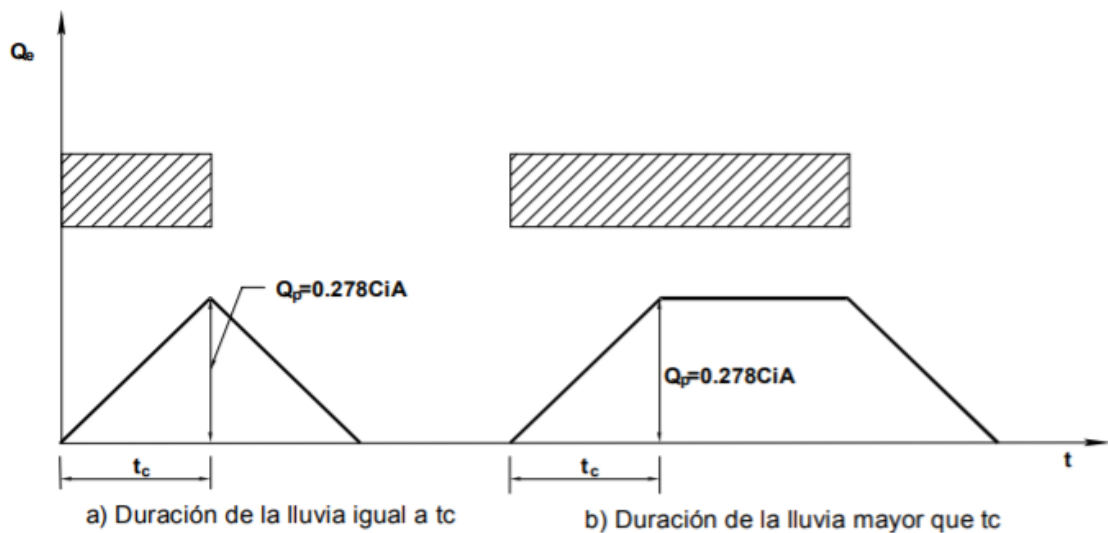 Qe
Qp=0.278CiA
Qp=0.278CiA
tc
tc
t
a) Duración de la lluvia igual a tc
b) Duración de la lluvia mayor que tc